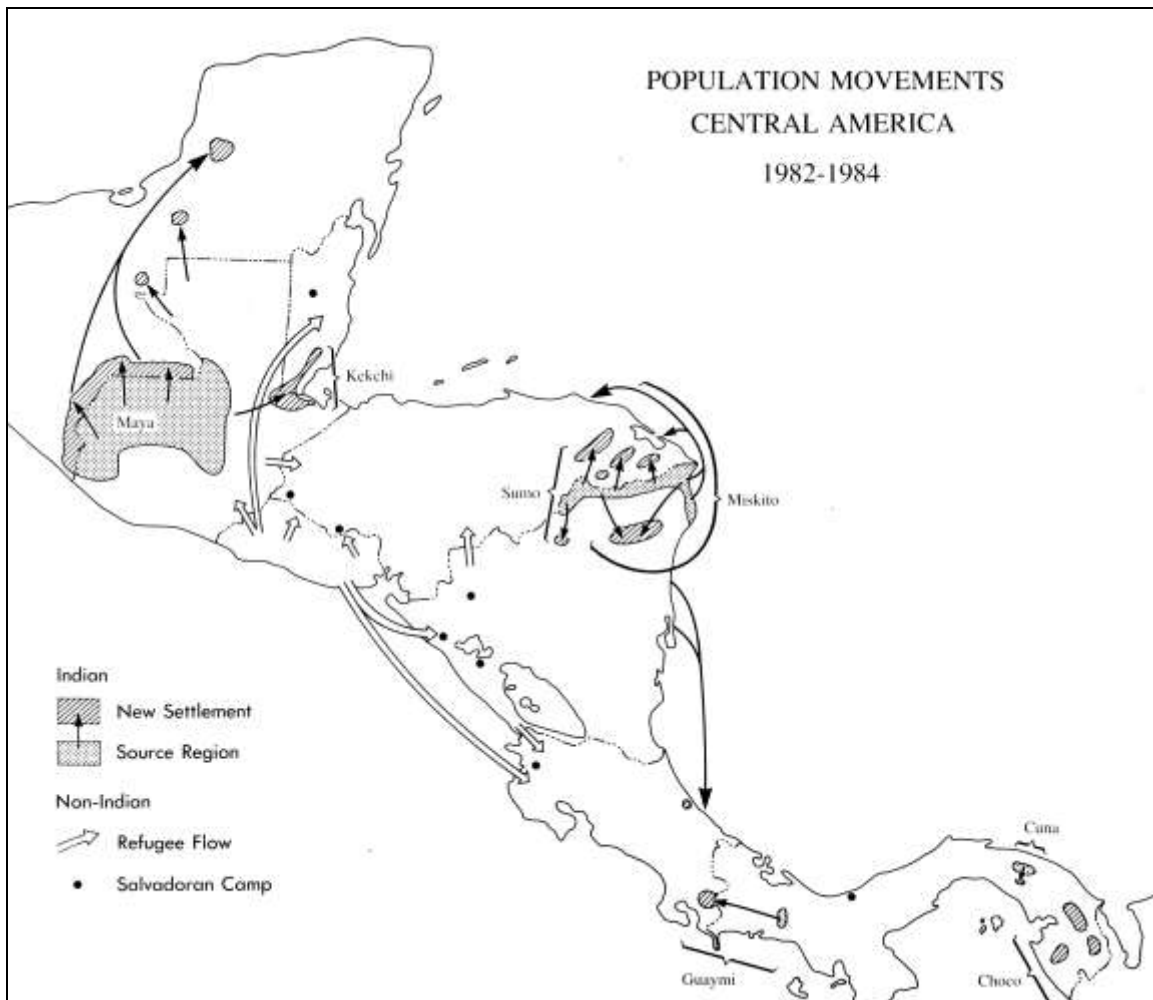 POPULATION MOVEMENTS
CENTRAL AMERICA
1982-1984
Kekchi
Maya
Sumo
Miskito
Indian
New Settlement
Source Region
Non-Indian
Refugee Flow
Salvadoran Camp
Cuna
Guaymi
Choco